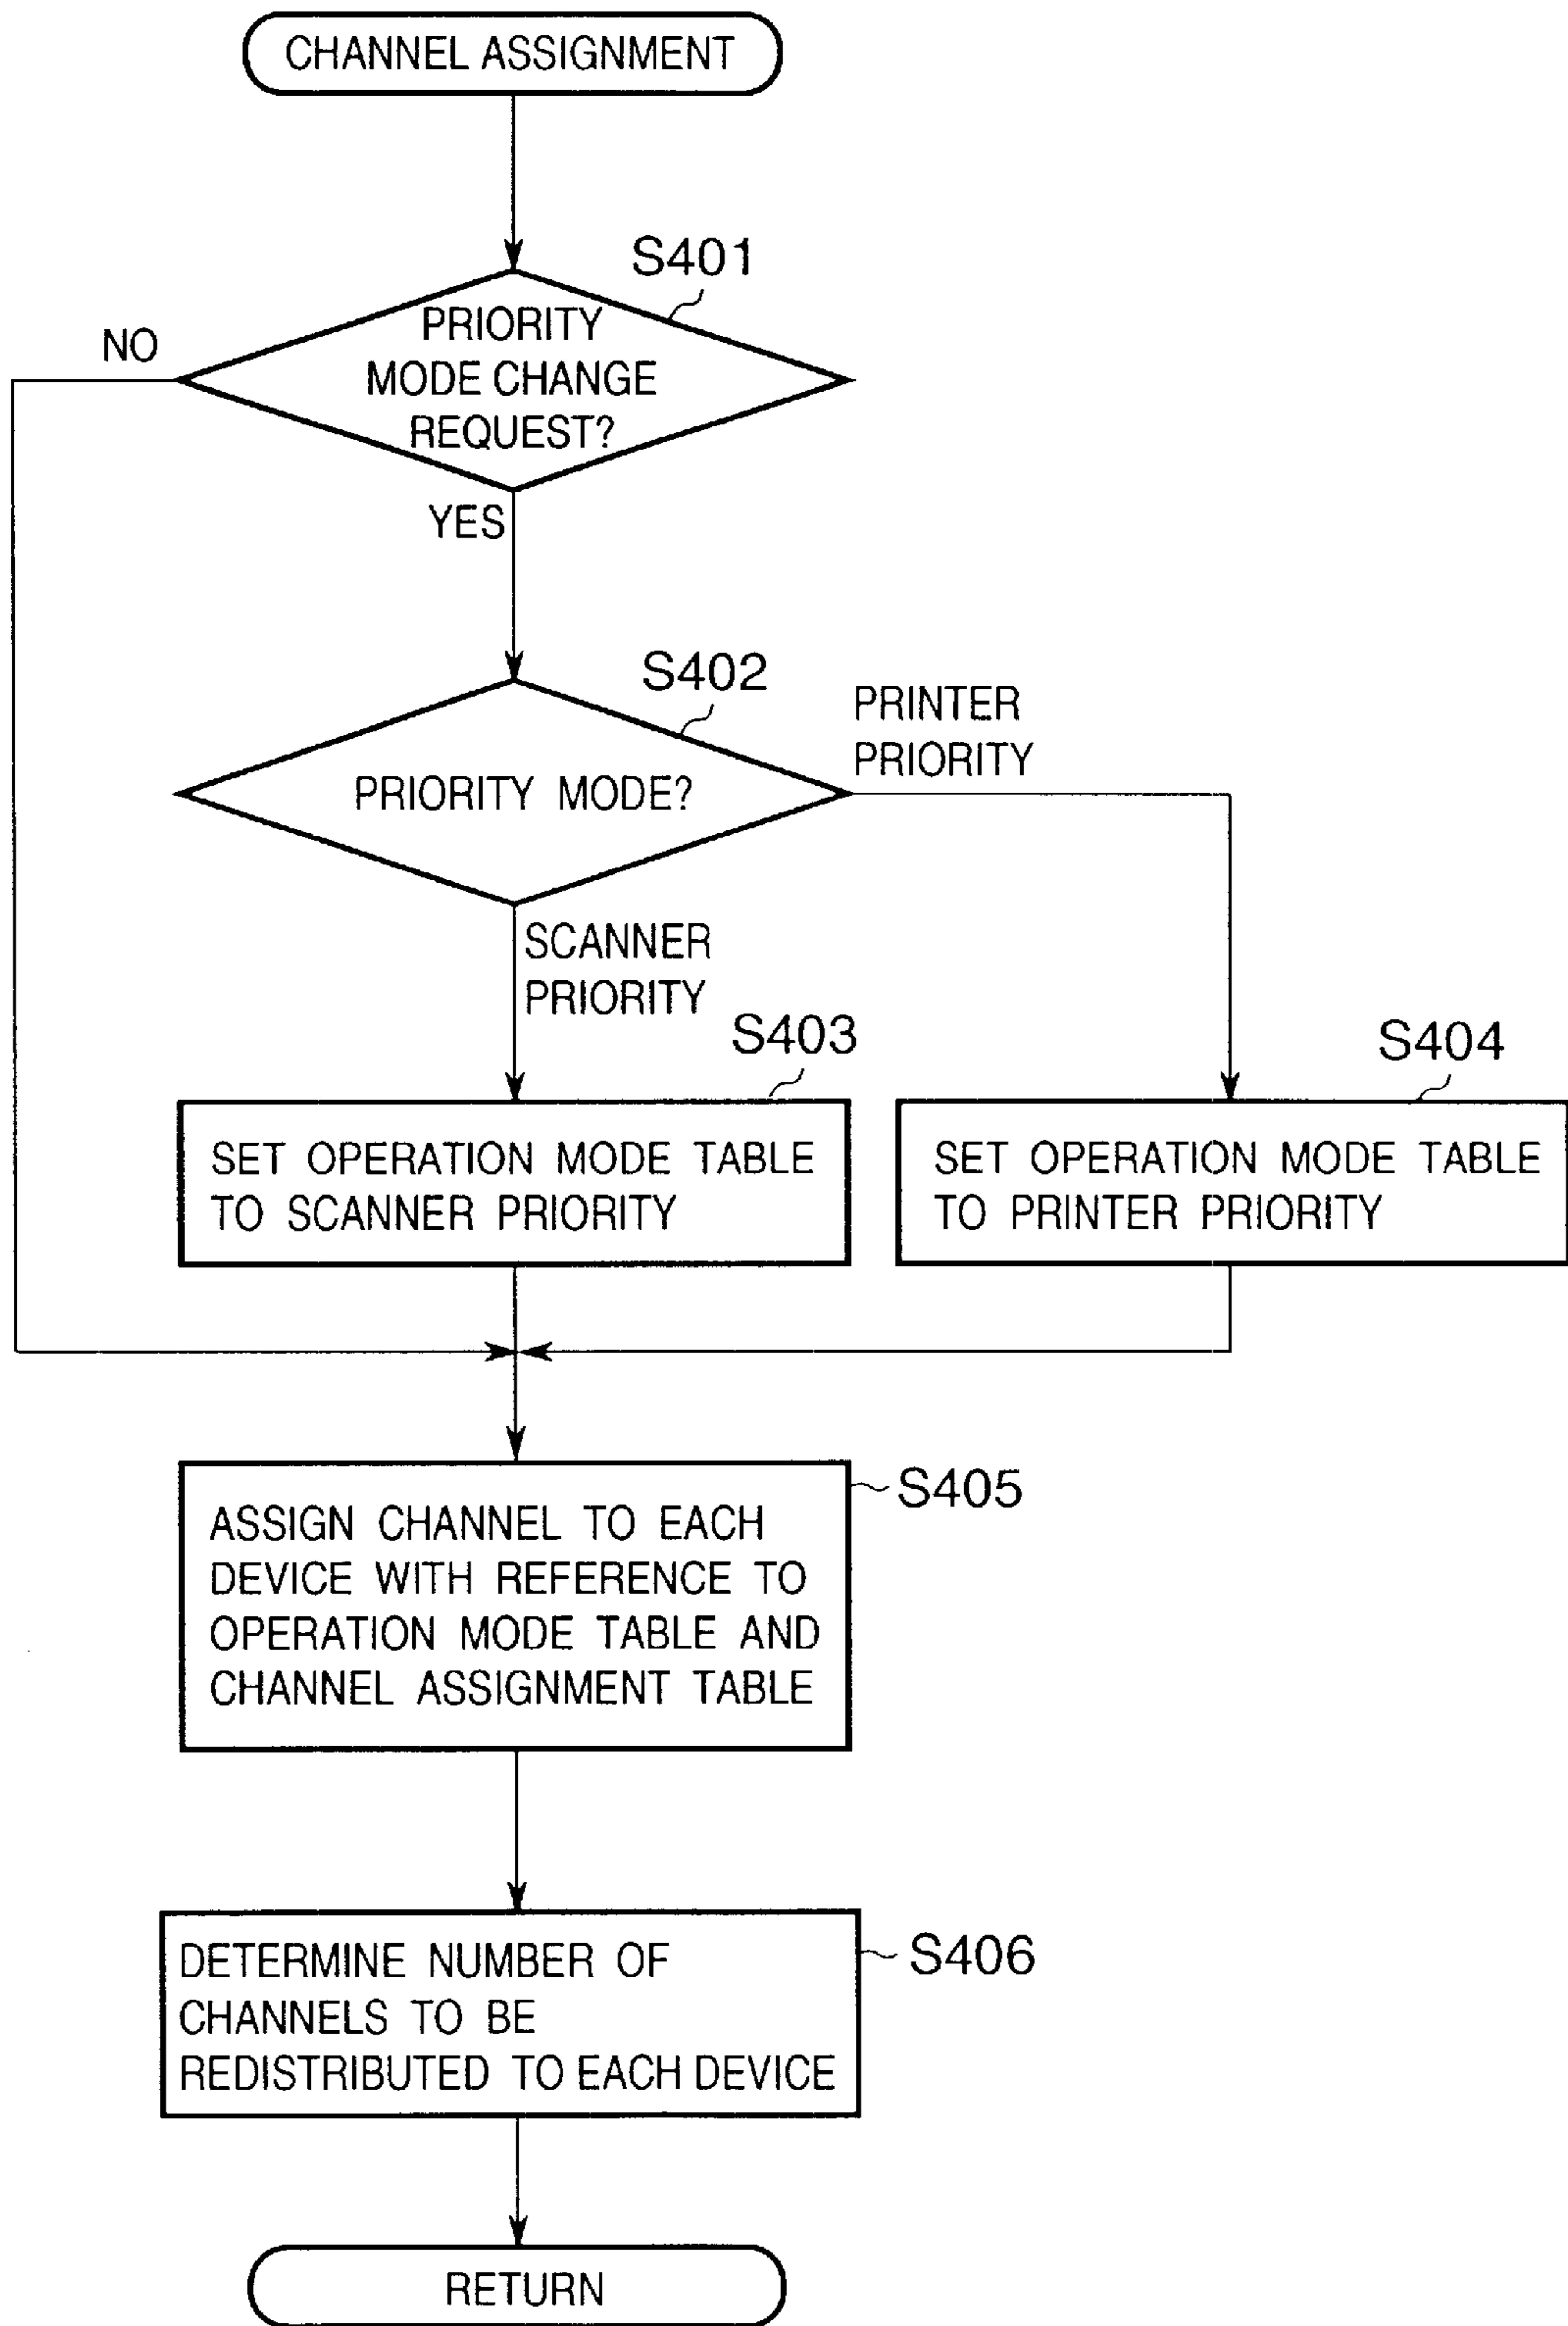 CHANNEL ASSIGNMENT
S401
PRIORITY
MODE CHANGE
REQUEST?
NO
YES
S402
PRIORITY MODE?
PRINTER
PRIORITY
SCANNER
PRIORITY
S403
SET OPERATION MODE TABLE
TO SCANNER PRIORITY
S404
SET OPERATION MODE TABLE
TO PRINTER PRIORITY
S405
ASSIGN CHANNEL TO EACH
DEVICE WITH REFERENCE TO
OPERATION MODE TABLE AND
CHANNEL ASSIGNMENT TABLE
S406
DETERMINE NUMBER OF
CHANNELS TO BE
REDISTRIBUTED TO EACH DEVICE
RETURN